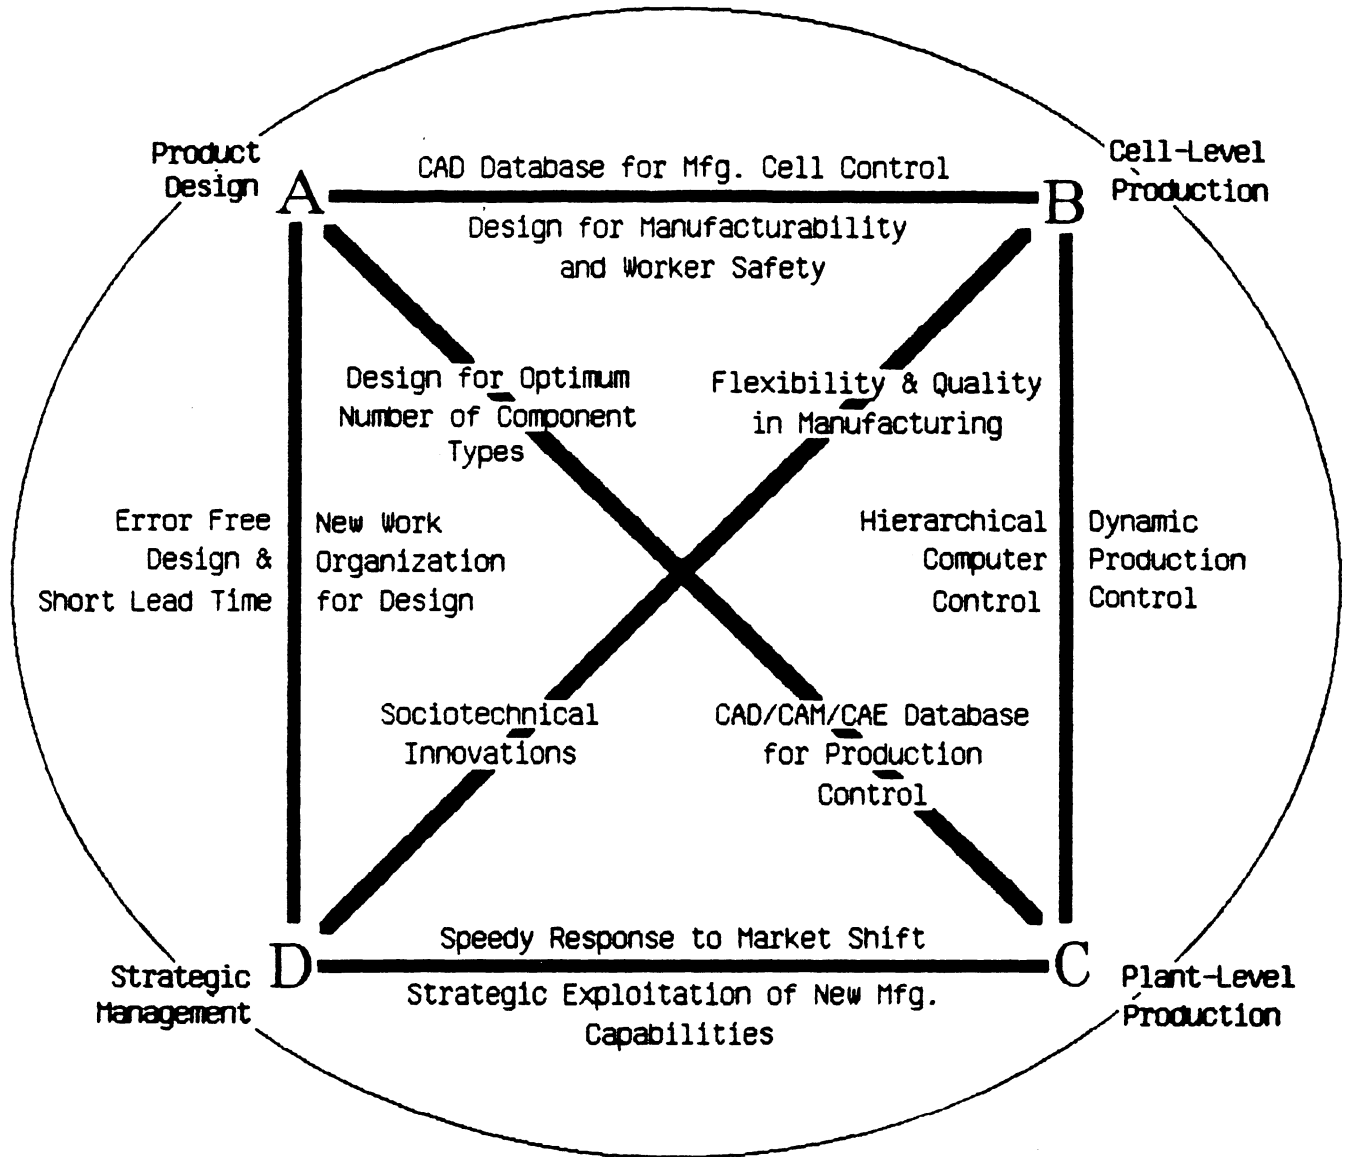 Product
Design
A
CAD Database for Mfg. Cell Control
Design for Manufacturability
and Worker Safety
B
Cell-Level
Production
Design for Optimum
Number of Component
Types
Flexibility & Quality
in Manufacturing
Error Free
Design &
Short Lead Time
New Work
Organization
for Design
Hierarchical
Computer
Control
Dynamic
Production
Control
Sociotechnical
Innovations
CAD/CAM/CAE Database
for Production
Control
Strategic
Management
D
Speedy Response to Market Shift
Strategic Exploitation of New Mfg.
Capabilities
C
Plant-Level
Production